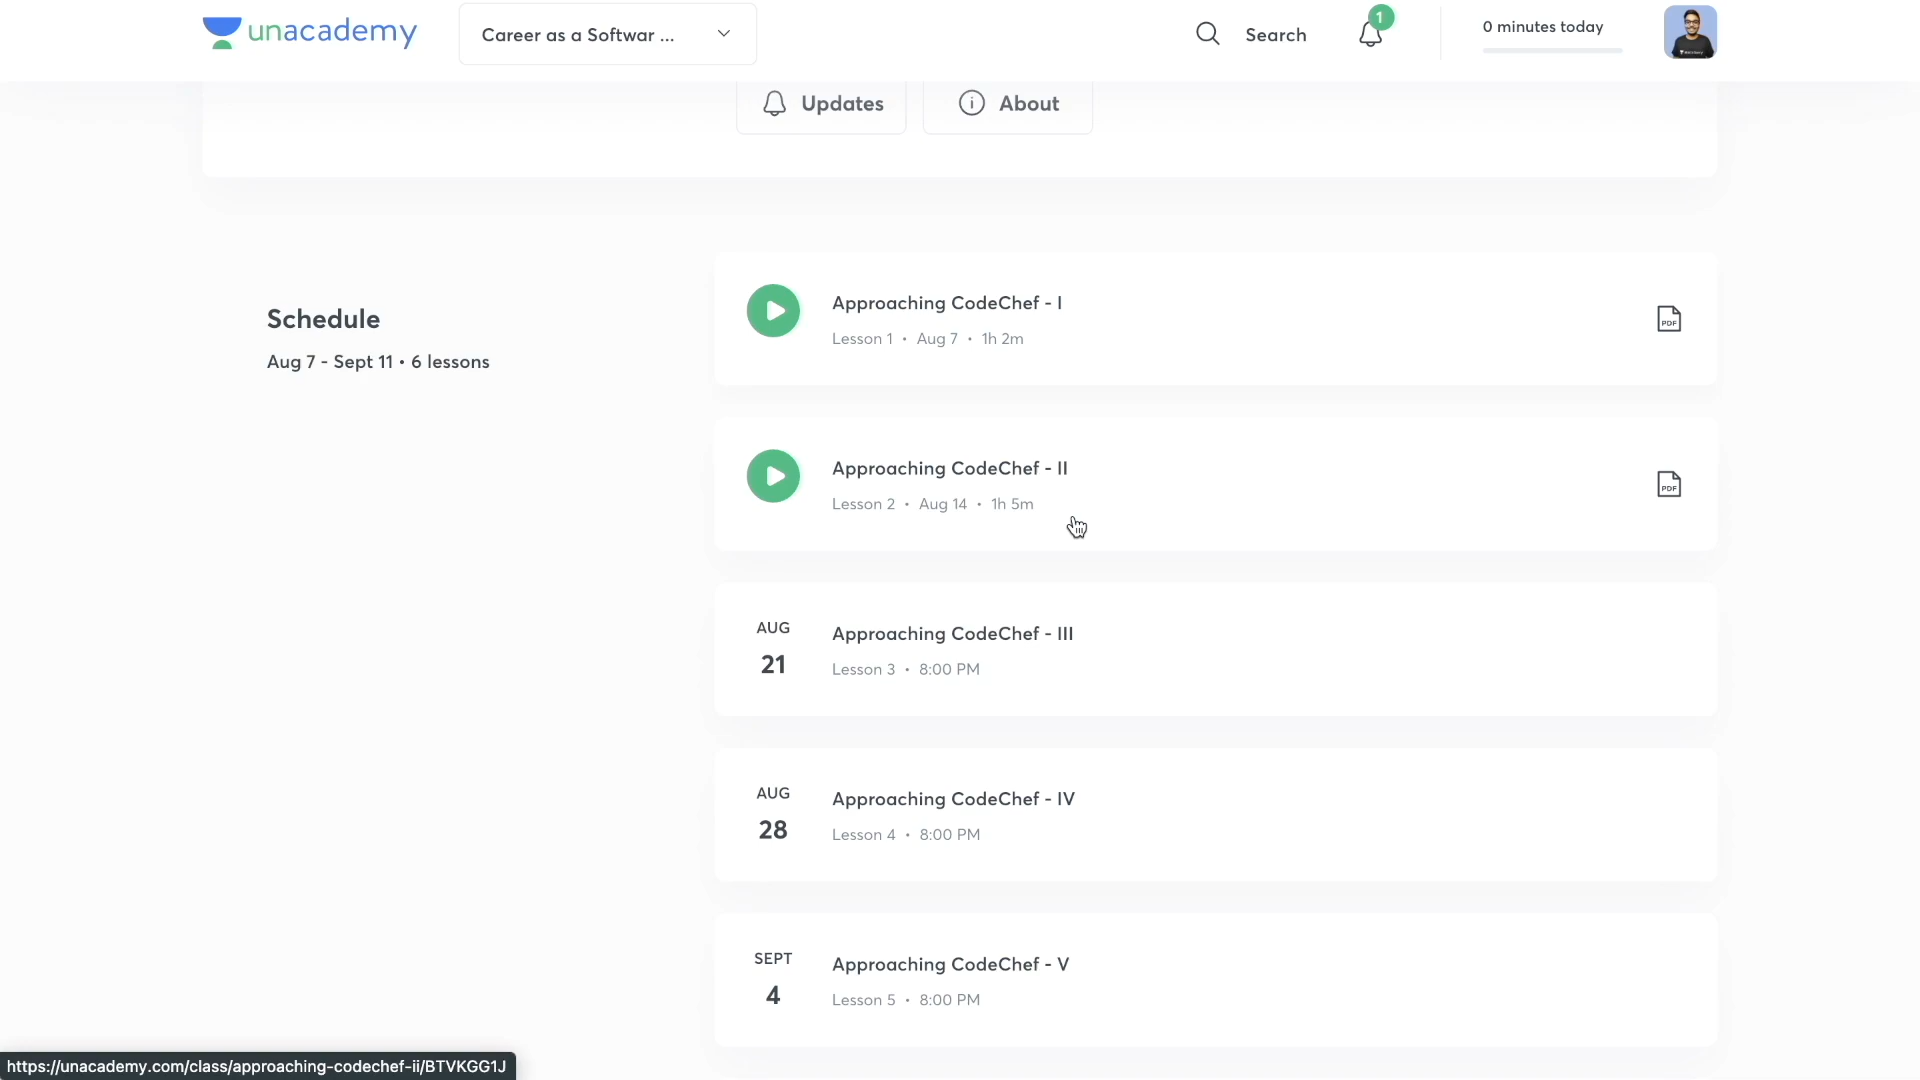 unacademy
Career as a Softwar ...
Search
1
0 minutes today
Updates
About
Schedule
Aug 7 - Sept 11 • 6 lessons
Approaching CodeChef - I
Lesson 1 • Aug 7 • 1h 2m
PDF
Approaching CodeChef - II
Lesson 2 • Aug 14 • 1h 5m
PDF
AUG
21
Approaching CodeChef - III
Lesson 3 • 8:00 PM
AUG
28
Approaching CodeChef - IV
Lesson 4 • 8:00 PM
SEPT
4
Approaching CodeChef - V
Lesson 5 • 8:00 PM
https://unacademy.com/class/approaching-codechef-ii/BTVKGG1J